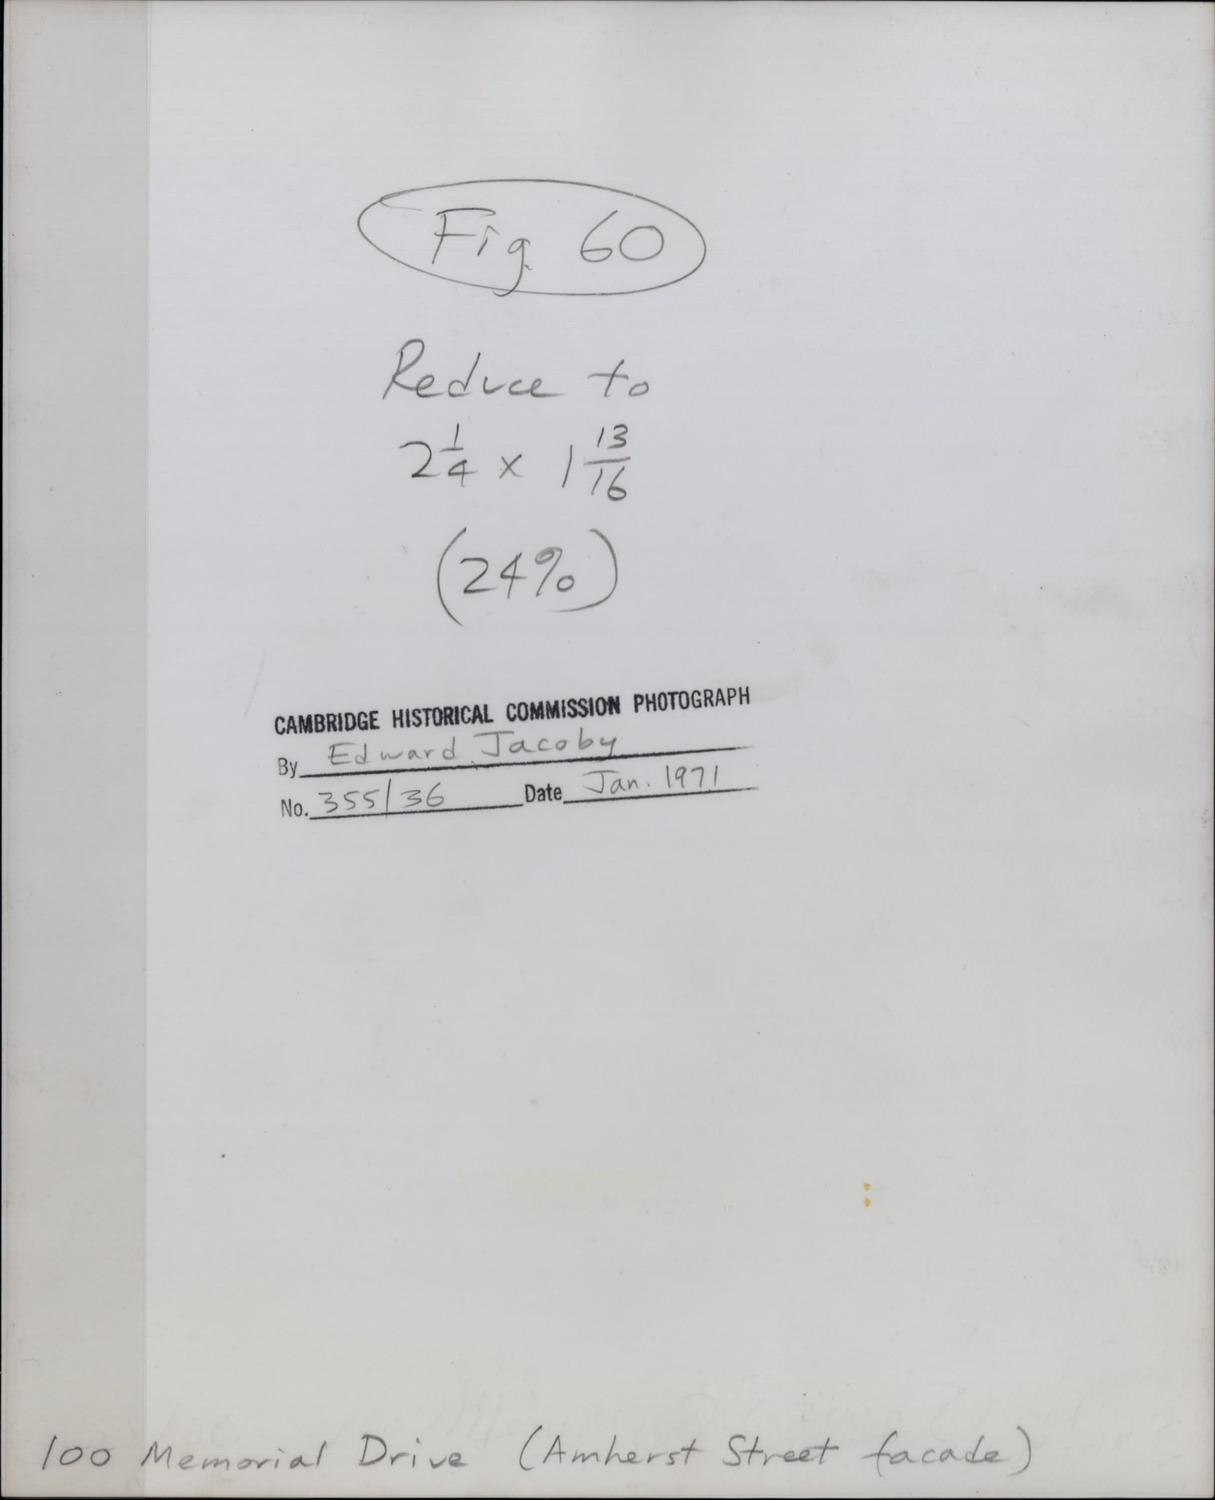 Fig. 60
Reduce to
2 1/4 x 1 13/16
(24%)
CAMBRIDGE HISTORICAL COMMISSION PHOTOGRAPH
By Edward Jacoby
No. 355/36 Date Jan. 1971
100 Memorial Drive (Amherst Street facade)